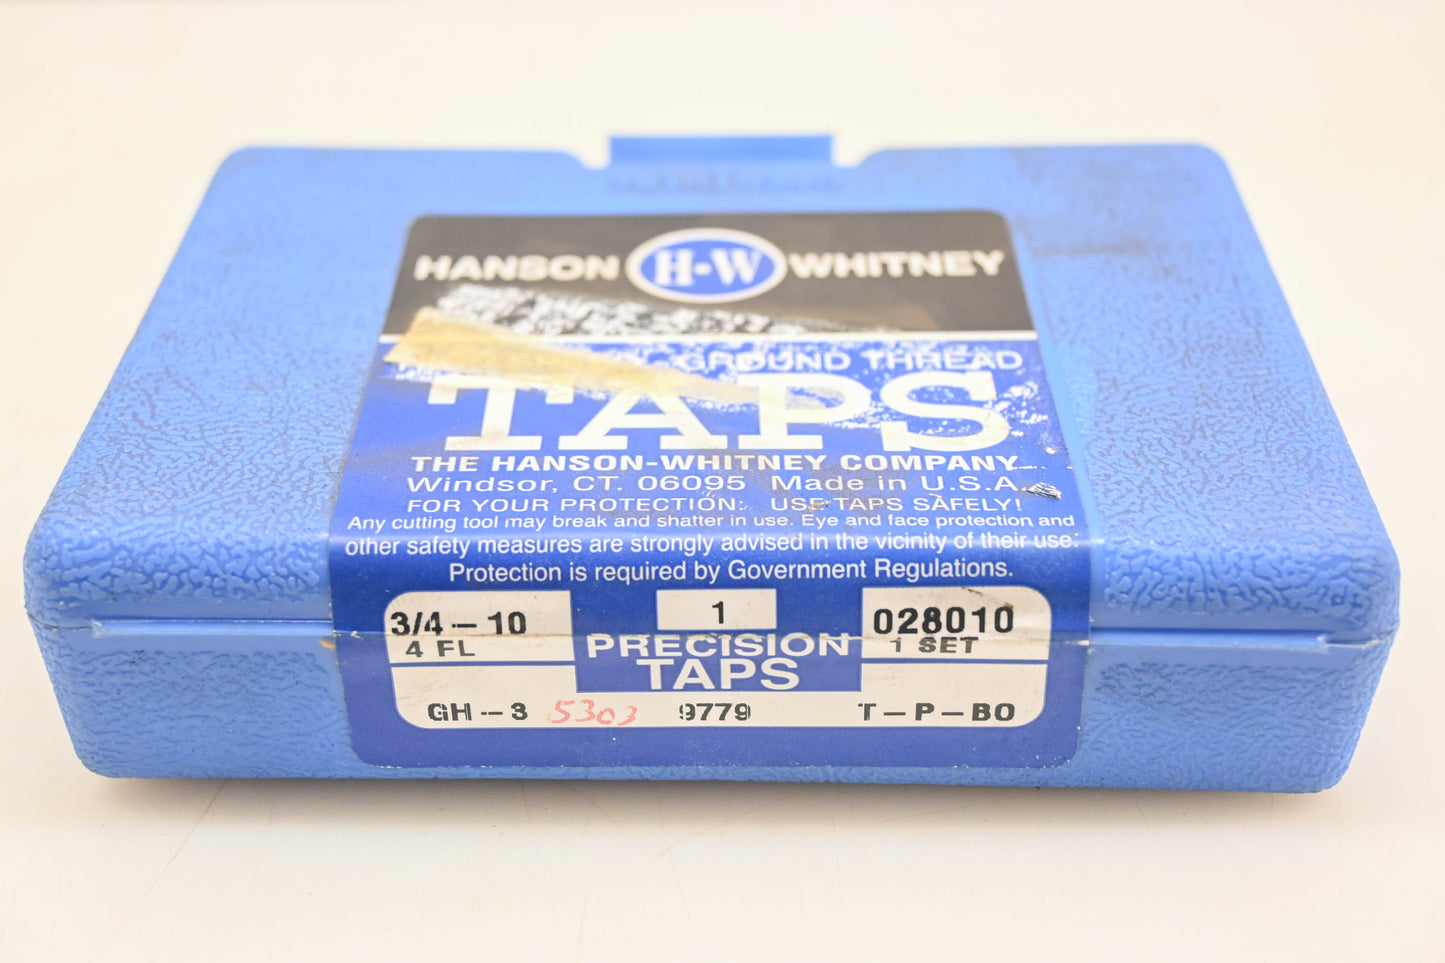 HANSON H-W WHITNEY
GROUND THREAD
TAPS
THE HANSON-WHITNEY COMPANY
Windsor, CT. 06095 Made in U.S.A.
FOR YOUR PROTECTION: USE TAPS SAFELY!
Any cutting tool may break and shatter in use. Eye and face protection and
other safety measures are strongly advised in the vicinity of their use.
Protection is required by Government Regulations.
3/4-10 1 028010
4 FL PRECISION 1 SET
TAPS
GH-3 5303 9779 T-P-BO